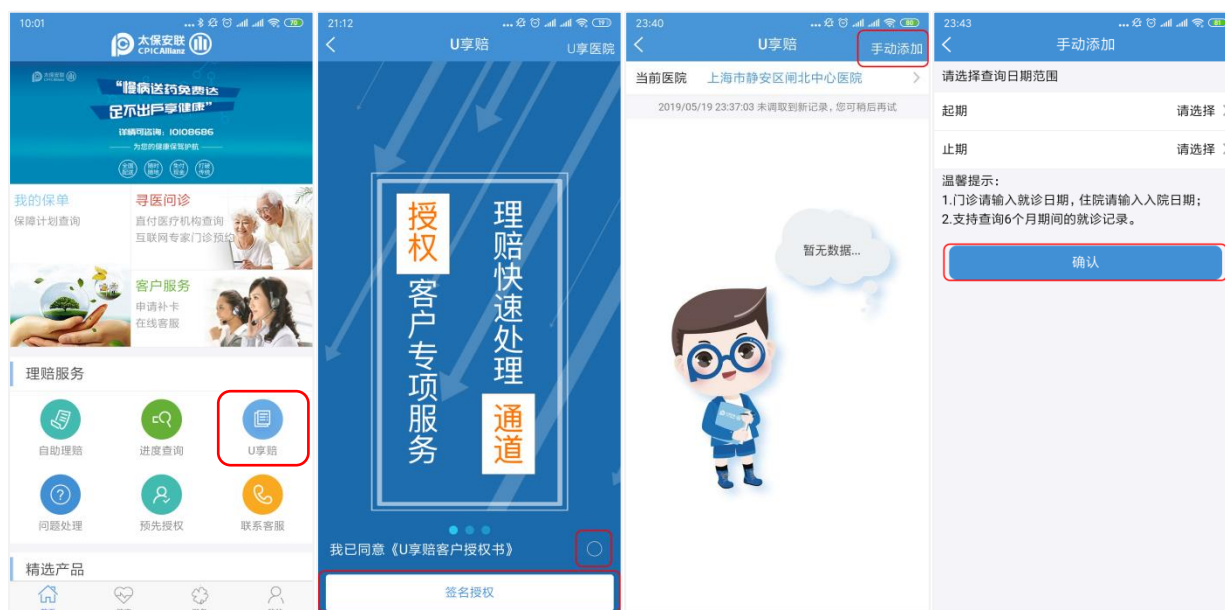 10:01
... 70
太保安联
CPIC Allianz
“慢病送药免费达
足不出户享健康”
详情可咨询：10108686
为您的健康保驾护航
我的保单
保障计划查询
寻医问诊
直付医疗机构查询
互联网专家门诊预约
客户服务
申请补卡
在线客服
理赔服务
自助理赔
进度查询
U享赔
问题处理
预先授权
联系客服
精选产品
21:12
...
U享赔
U享医院
授权
客户专项服务
理赔快速处理
通道
我已同意《U享赔客户授权书》
签名授权
23:40
... 80
U享赔
手动添加
当前医院 上海市静安区闸北中心医院
2019/05/19 23:37:03 未调取到新记录，您可稍后再试
暂无数据...
23:43
... 81
手动添加
请选择查询日期范围
起期 请选择
止期 请选择
温馨提示：
1.门诊请输入就诊日期，住院请输入入院日期；
2.支持查询6个月期间的就诊记录。
确认